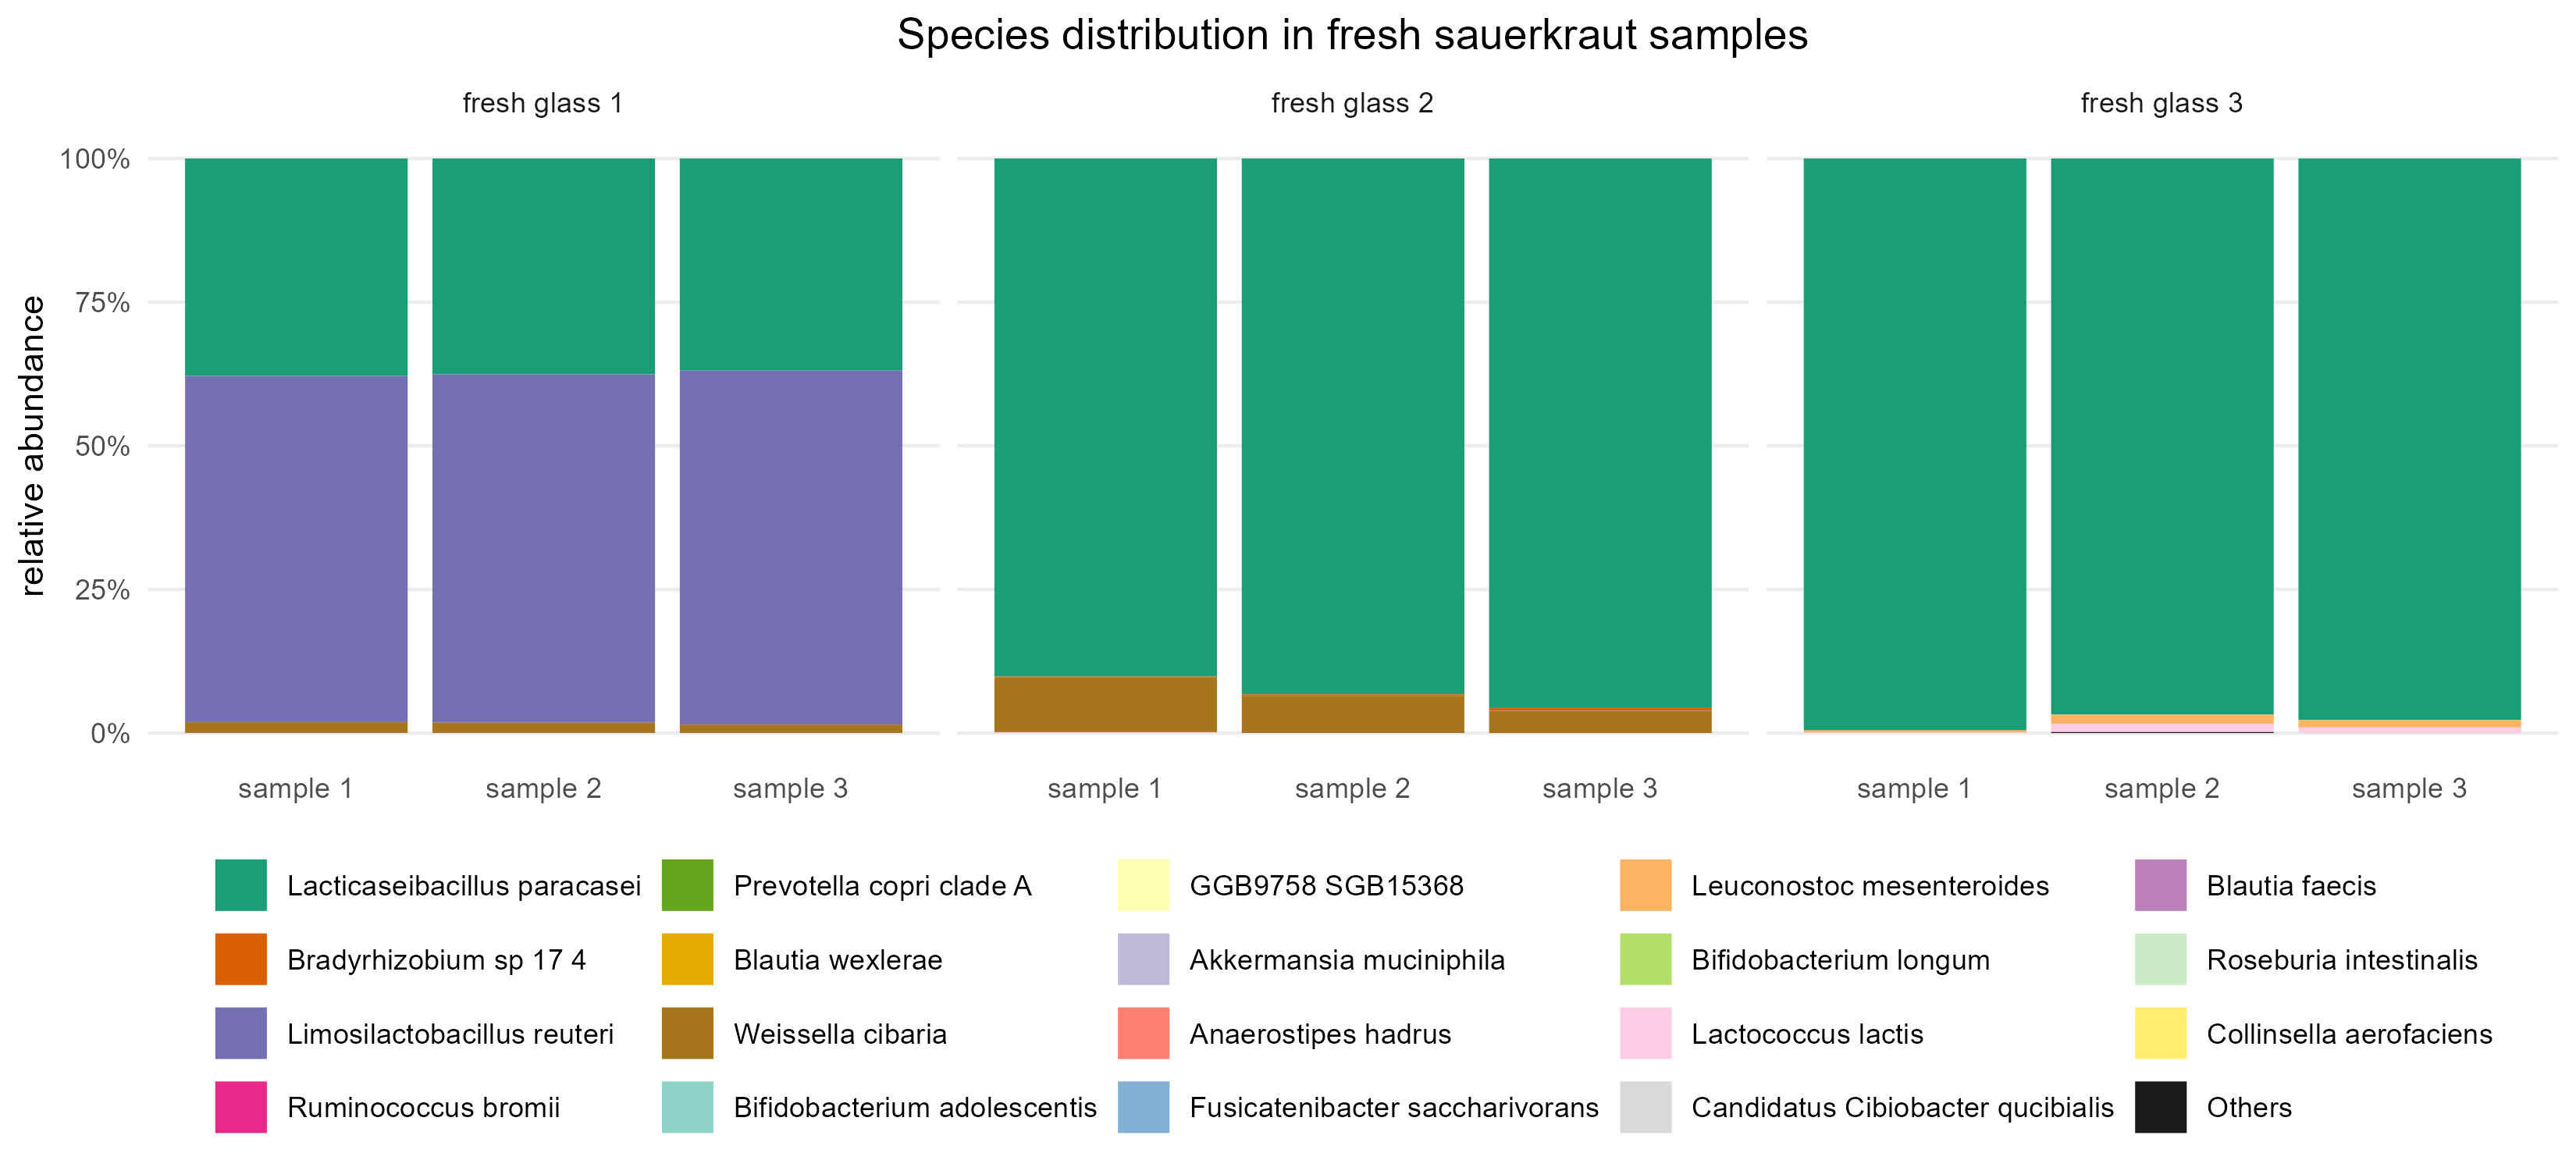 Species distribution in fresh sauerkraut samples
fresh glass 1
fresh glass 2
fresh glass 3
relative abundance
100%
75%
50%
25%
0%
sample 1
sample 2
sample 3
sample 1
sample 2
sample 3
sample 1
sample 2
sample 3
Lacticaseibacillus paracasei
Bradyrhizobium sp 17 4
Limosilactobacillus reuteri
Ruminococcus bromii
Prevotella copri clade A
Blautia wexlerae
Weissella cibaria
Bifidobacterium adolescentis
GGB9758 SGB15368
Akkermansia muciniphila
Anaerostipes hadrus
Fusicatenibacter saccharivorans
Leuconostoc mesenteroides
Bifidobacterium longum
Lactococcus lactis
Candidatus Cibiobacter qucibialis
Blautia faecis
Roseburia intestinalis
Collinsella aerofaciens
Others